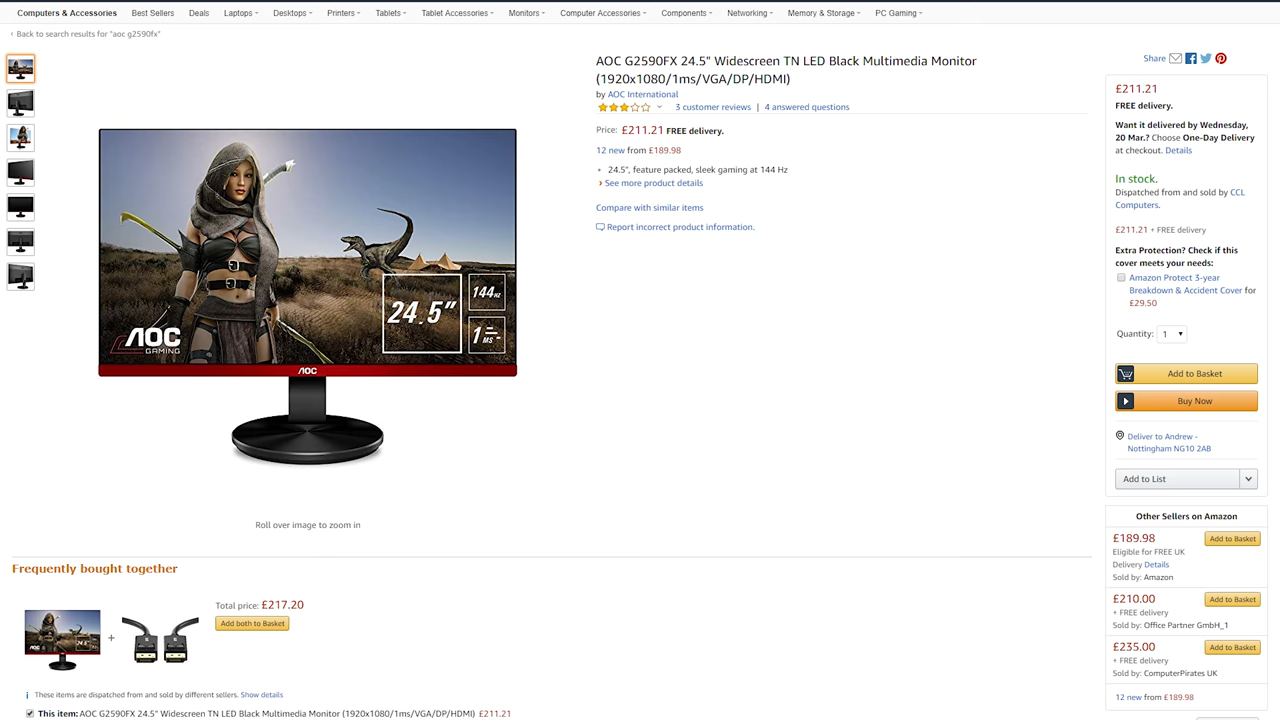 Computers & Accessories Best Sellers Deals Laptops Desktops Printers Tablets Tablet Accessories Monitors Computer Accessories Components Networking Memory & Storage PC Gaming
‹ Back to search results for "aoc g2590fx"
AOC G2590FX 24.5" Widescreen TN LED Black Multimedia Monitor
(1920x1080/1ms/VGA/DP/HDMI)
by AOC International
3 customer reviews | 4 answered questions
Price: £211.21 FREE delivery.
12 new from £189.98
24.5", feature packed, sleek gaming at 144 Hz
› See more product details
Compare with similar items
Report incorrect product information.
24.5”
144HZ
1MS
AOC
GAMING
AOC
Roll over image to zoom in
Share
£211.21
FREE delivery.
Want it delivered by Wednesday,
20 Mar.? Choose One-Day Delivery
at checkout. Details
In stock.
Dispatched from and sold by CCL
Computers.
£211.21 + FREE delivery
Extra Protection? Check if this
cover meets your needs:
Amazon Protect 3-year
Breakdown & Accident Cover for
£29.50
Quantity: 1
Add to Basket
Buy Now
Deliver to Andrew -
Nottingham NG10 2AB
Add to List
Other Sellers on Amazon
£189.98 Add to Basket
Eligible for FREE UK
Delivery Details
Sold by: Amazon
£210.00 Add to Basket
+ FREE delivery
Sold by: Office Partner GmbH_1
£235.00 Add to Basket
+ FREE delivery
Sold by: ComputerPirates UK
12 new from £189.98
Frequently bought together
Total price: £217.20
Add both to Basket
+
i These items are dispatched from and sold by different sellers. Show details
This item: AOC G2590FX 24.5" Widescreen TN LED Black Multimedia Monitor (1920x1080/1ms/VGA/DP/HDMI) £211.21